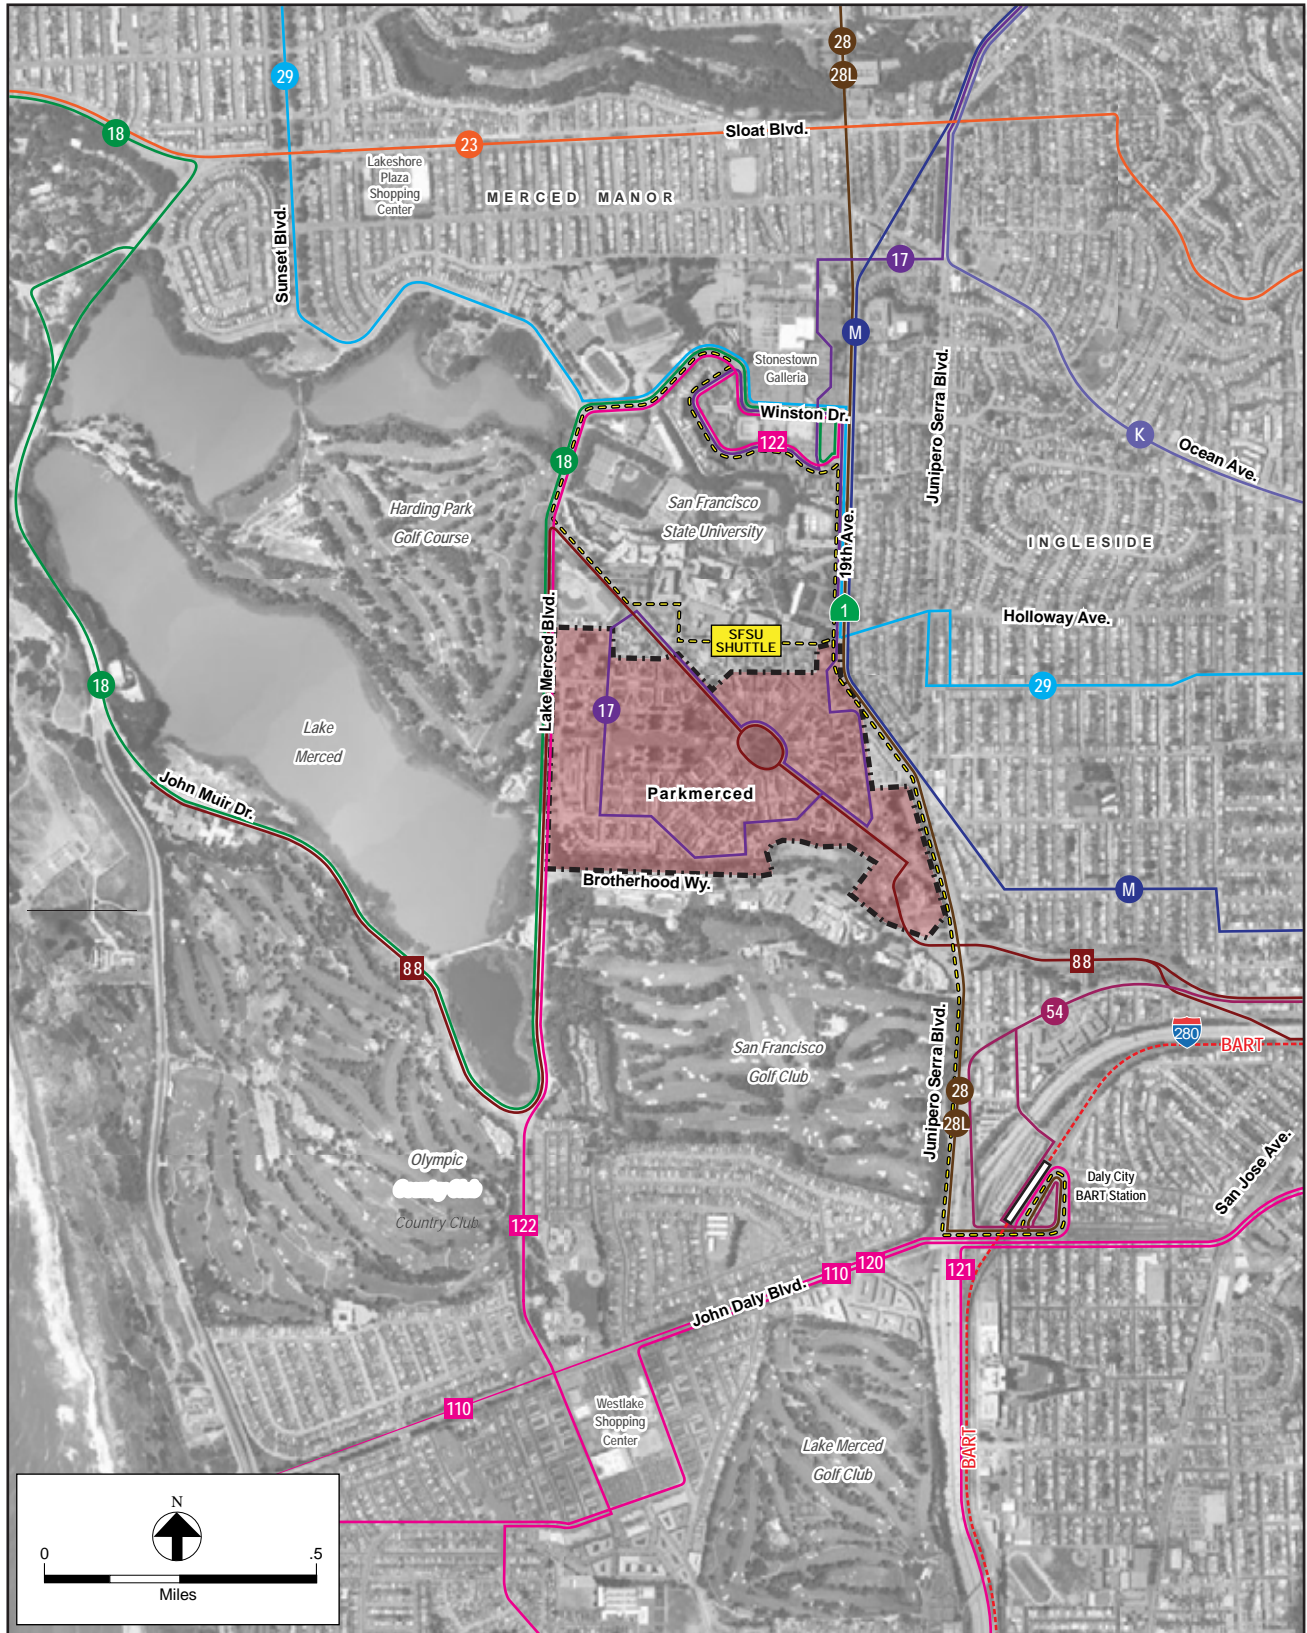 28
28L
29
18
23
Sloat Blvd.
Lakeshore
Plaza
Shopping
Center
MERCED MANOR
Sunset Blvd.
17
M
Stonestown
Galleria
Junipero Serra Blvd.
Winston Dr.
122
K
Ocean Ave.
18
Harding Park
Golf Course
San Francisco
State University
19th Ave.
INGLESIDE
1
Holloway Ave.
Lake Merced Blvd.
SFSU
SHUTTLE
18
29
17
Lake
Merced
John Muir Dr.
Parkmerced
Brotherhood Wy.
M
88
88
54
280
BART
San Francisco
Golf Club
Junipero Serra Blvd.
28
28L
Olympic
Country Club
Daly City
BART Station
San Jose Ave.
122
110
120
121
John Daly Blvd.
110
Westlake
Shopping
Center
Lake Merced
Golf Club
BART
N
0
.5
Miles